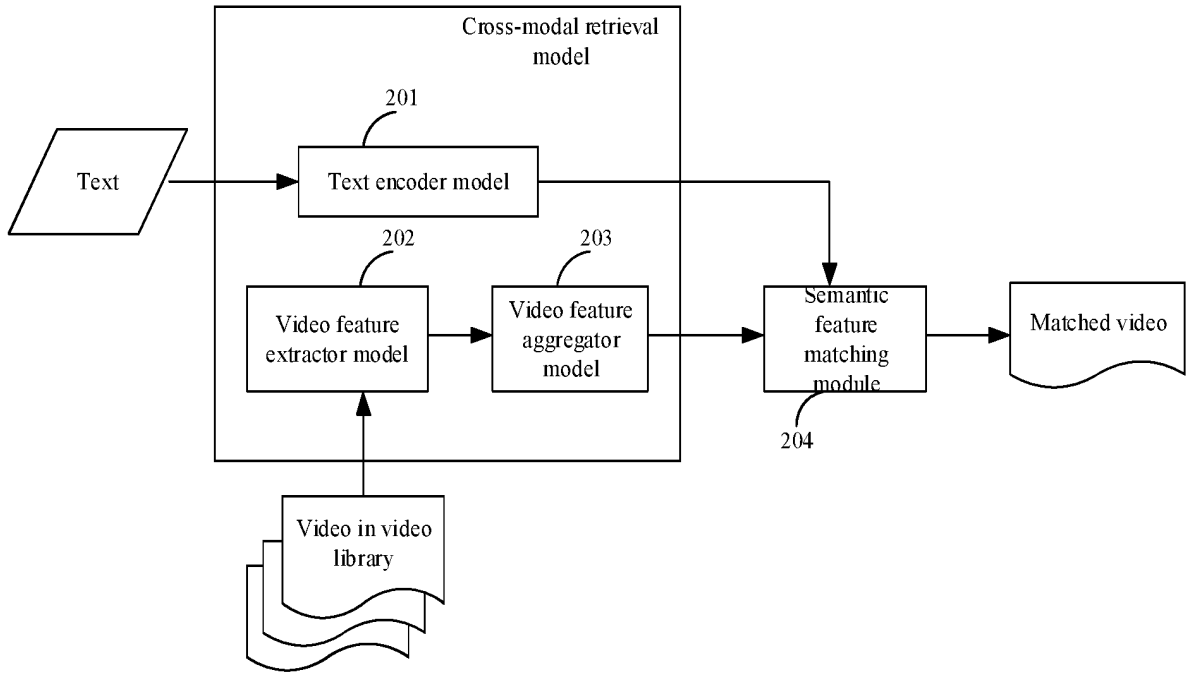 Cross-modal retrieval
model
201
Text
Text encoder model
202
203
Video feature
extractor model
Video feature
aggregator
model
Semantic
feature
matching
module
Matched video
204
Video in video
library